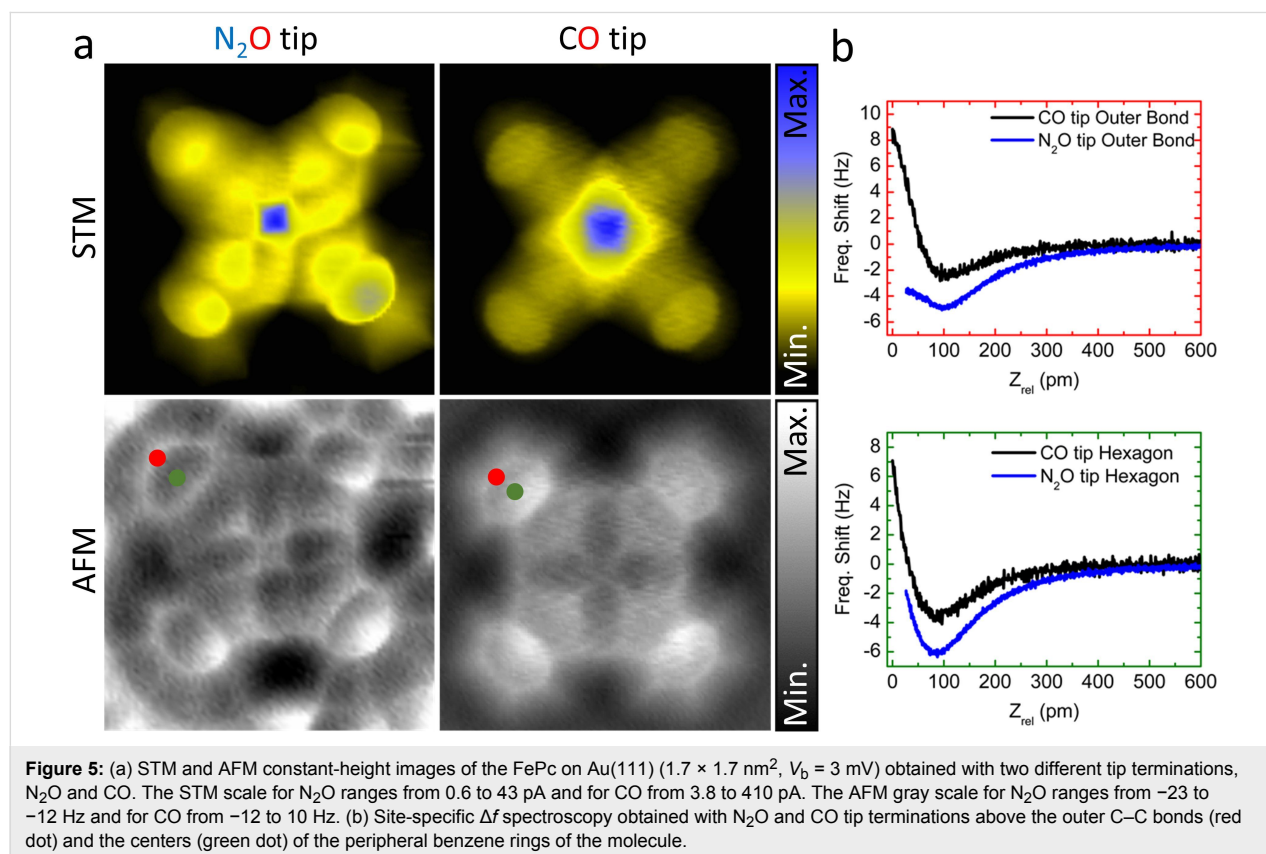 a
N₂O tip
CO tip
b
STM
AFM
Max.
Min.
Max.
Min.
10
8
6
4
2
0
-2
-4
-6
Freq. Shift (Hz)
CO tip Outer Bond
N₂O tip Outer Bond
0 100 200 300 400 500 600
Z_rel (pm)
8
6
4
2
0
-2
-4
-6
Freq. Shift (Hz)
CO tip Hexagon
N₂O tip Hexagon
0 100 200 300 400 500 600
Z_rel (pm)
Figure 5: (a) STM and AFM constant-height images of the FePc on Au(111) (1.7 × 1.7 nm², V_b = 3 mV) obtained with two different tip terminations,
N₂O and CO. The STM scale for N₂O ranges from 0.6 to 43 pA and for CO from 3.8 to 410 pA. The AFM gray scale for N₂O ranges from −23 to
−12 Hz and for CO from −12 to 10 Hz. (b) Site-specific Δf spectroscopy obtained with N₂O and CO tip terminations above the outer C–C bonds (red
dot) and the centers (green dot) of the peripheral benzene rings of the molecule.